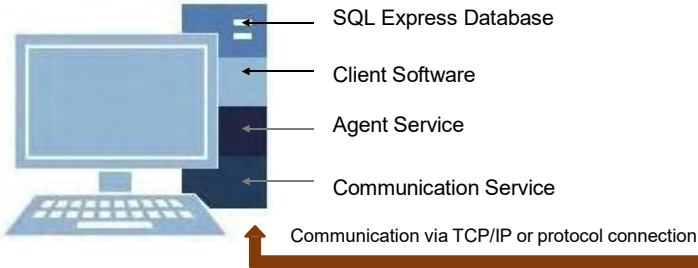 SQL Express Database
Client Software
Agent Service
Communication Service
Communication via TCP/IP or protocol connection